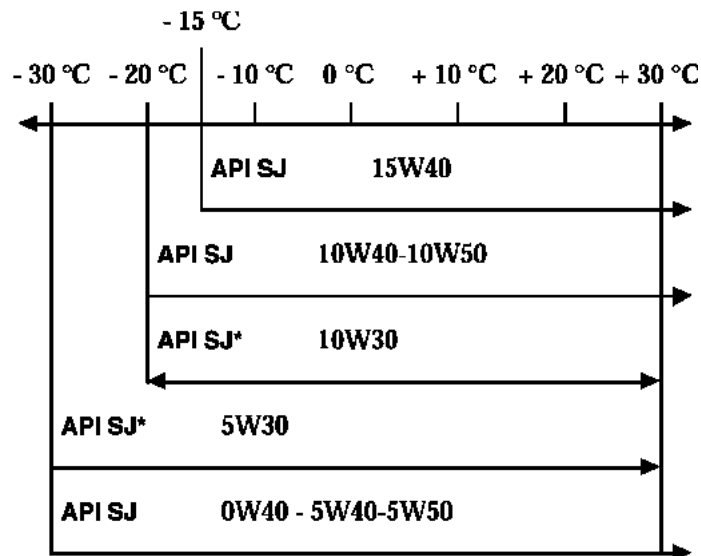 - 15 °C
- 30 °C - 20 °C - 10 °C 0 °C + 10 °C + 20 °C + 30 °C
API SJ 15W40
API SJ 10W40-10W50
API SJ* 10W30
API SJ* 5W30
API SJ 0W40 - 5W40-5W50